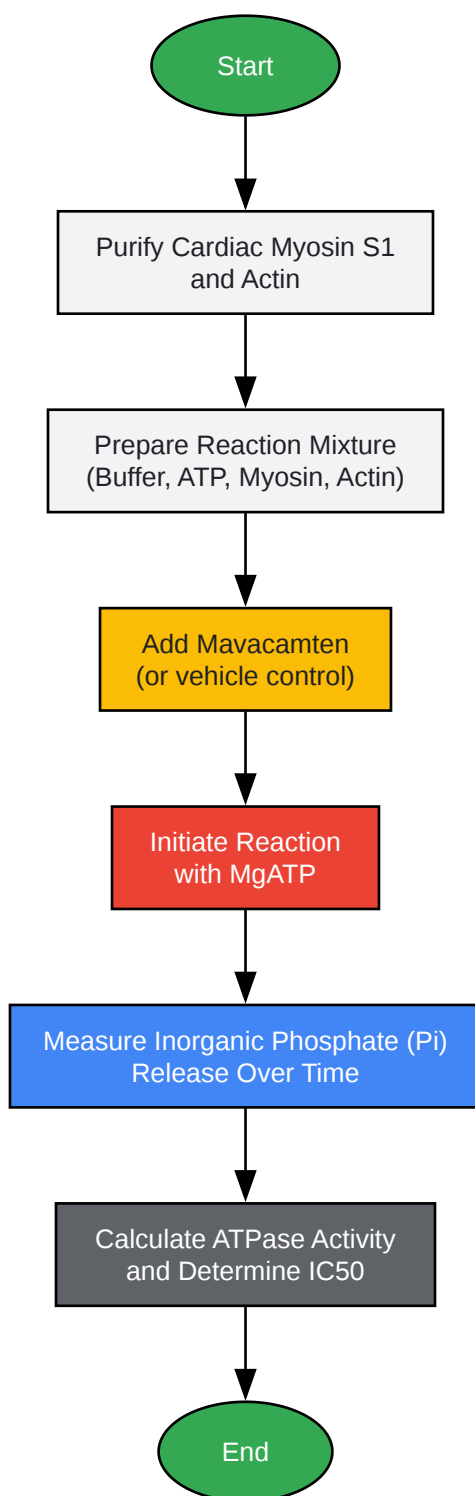 Start
Purify Cardiac Myosin S1
and Actin
Prepare Reaction Mixture
(Buffer, ATP, Myosin, Actin)
Add Mavacamten
(or vehicle control)
Initiate Reaction
with MgATP
Measure Inorganic Phosphate (Pi)
Release Over Time
Calculate ATPase Activity
and Determine IC50
End